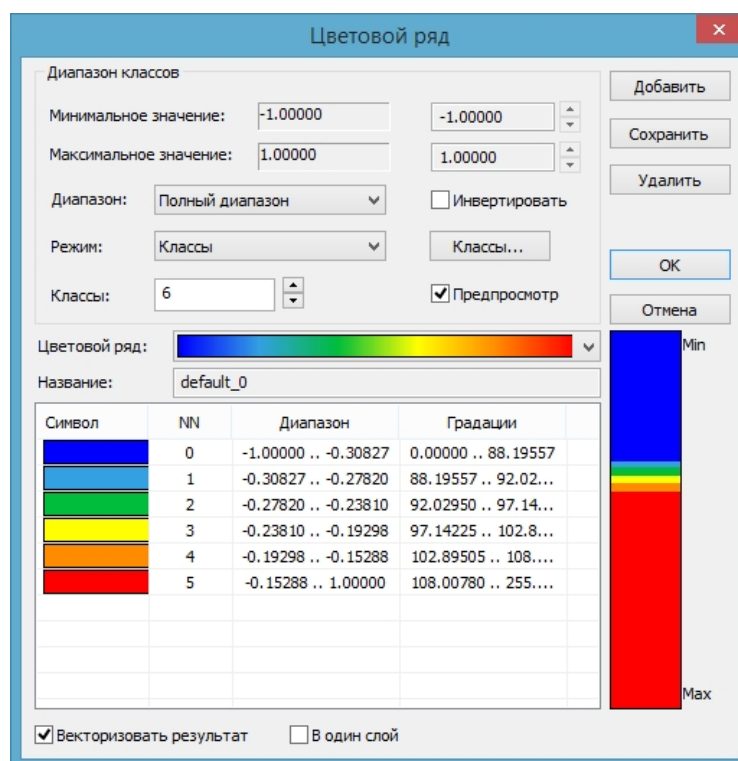 Цветовой ряд
Диапазон классов
Минимальное значение: -1.00000 -1.00000
Максимальное значение: 1.00000 1.00000
Диапазон: Полный диапазон Инвертировать
Режим: Классы Классы...
Классы: 6 Предпросмотр
Добавить
Сохранить
Удалить
OK
Отмена
Цветовой ряд:
Название: default_0
Символ NN Диапазон Градации
0 -1.00000 .. -0.30827 0.00000 .. 88.19557
1 -0.30827 .. -0.27820 88.19557 .. 92.02...
2 -0.27820 .. -0.23810 92.02950 .. 97.14...
3 -0.23810 .. -0.19298 97.14225 .. 102.8...
4 -0.19298 .. -0.15288 102.89505 .. 108....
5 -0.15288 .. 1.00000 108.00780 .. 255....
Min
Max
Векторизовать результат В один слой